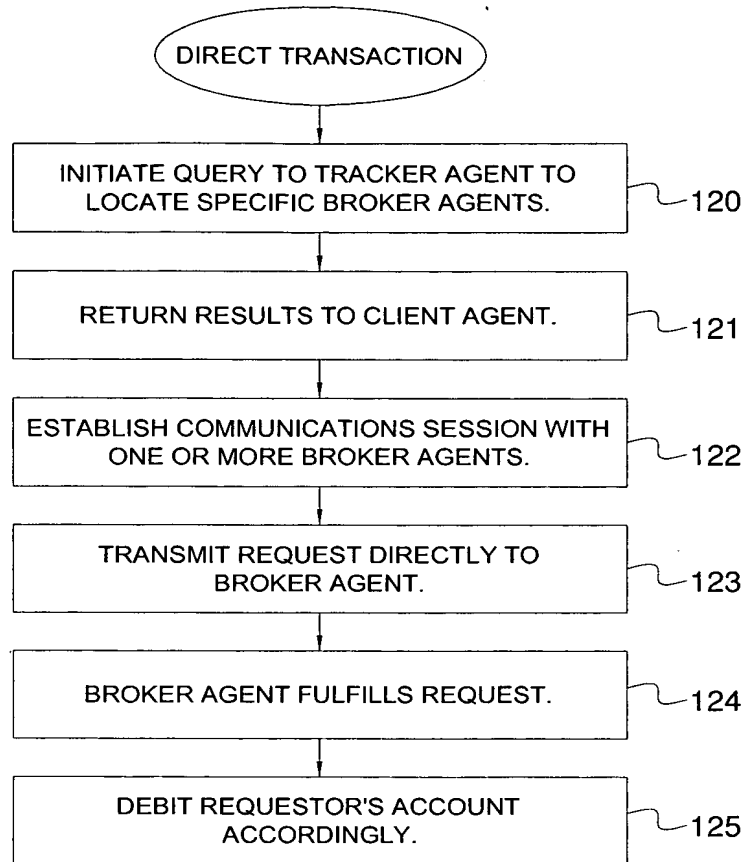 DIRECT TRANSACTION
INITIATE QUERY TO TRACKER AGENT TO
LOCATE SPECIFIC BROKER AGENTS.
120
RETURN RESULTS TO CLIENT AGENT.
121
ESTABLISH COMMUNICATIONS SESSION WITH
ONE OR MORE BROKER AGENTS.
122
TRANSMIT REQUEST DIRECTLY TO
BROKER AGENT.
123
BROKER AGENT FULFILLS REQUEST.
124
DEBIT REQUESTOR'S ACCOUNT
ACCORDINGLY.
125